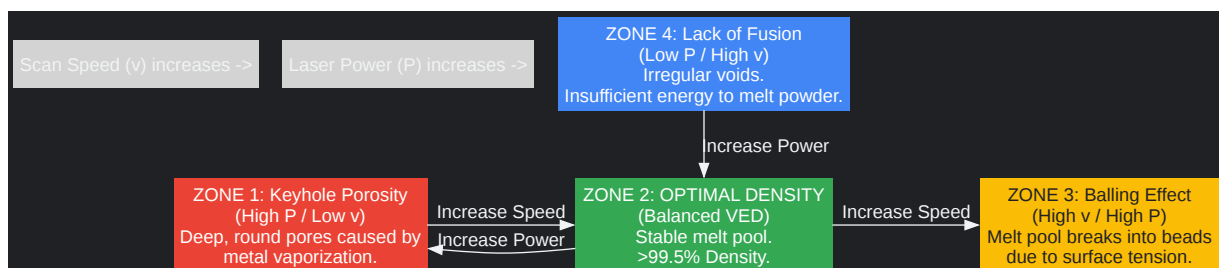 Scan Speed (v) increases ->
Laser Power (P) increases ->
ZONE 4: Lack of Fusion
(Low P / High v)
Irregular voids.
Insufficient energy to melt powder.
Increase Power
ZONE 1: Keyhole Porosity
(High P / Low v)
Deep, round pores caused by
metal vaporization.
Increase Speed
Increase Power
ZONE 2: OPTIMAL DENSITY
(Balanced VED)
Stable melt pool.
>99.5% Density.
Increase Speed
ZONE 3: Balling Effect
(High v / High P)
Melt pool breaks into beads
due to surface tension.